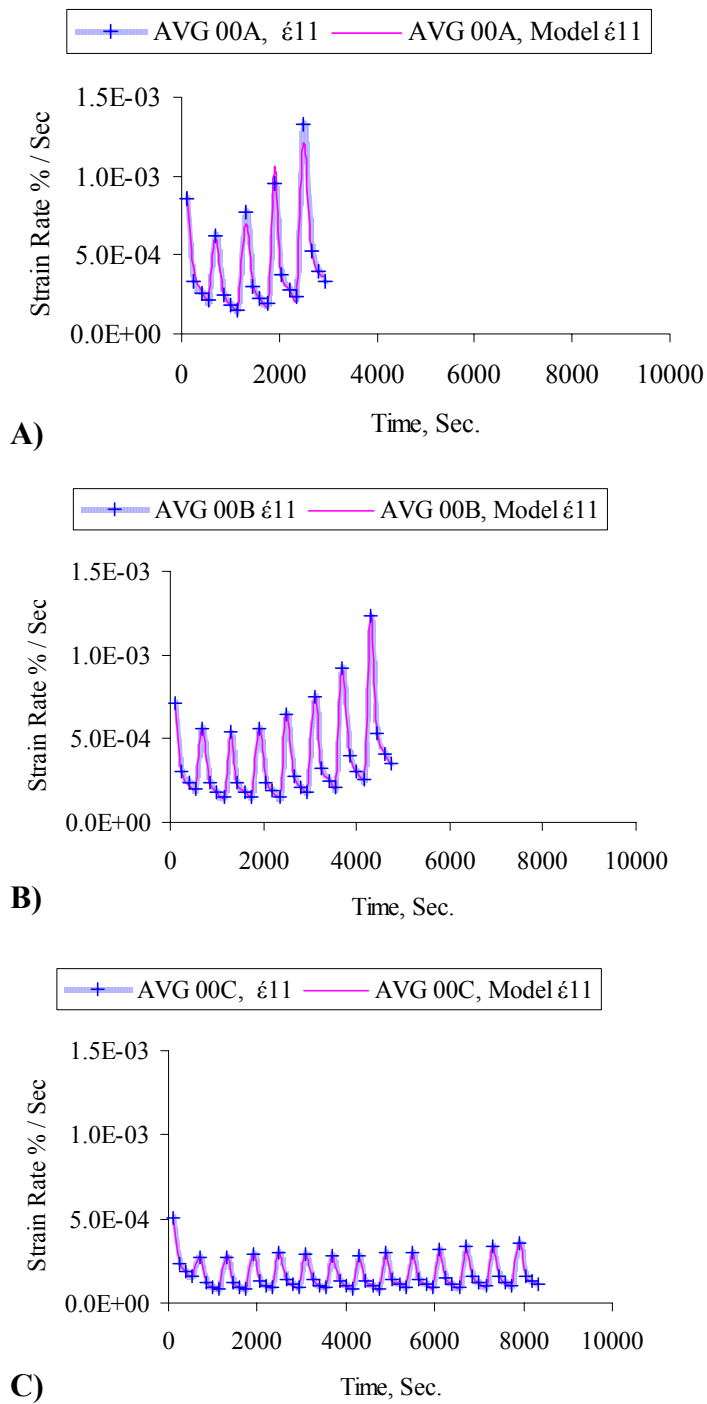 AVG 00A, έ11 AVG 00A, Model έ11
1.5E-03
1.0E-03
5.0E-04
0.0E+00
Strain Rate % / Sec
0 2000 4000 6000 8000 10000
Time, Sec.
A)
AVG 00B έ11 AVG 00B, Model έ11
1.5E-03
1.0E-03
5.0E-04
0.0E+00
Strain Rate % / Sec
0 2000 4000 6000 8000 10000
Time, Sec.
B)
AVG 00C, έ11 AVG 00C, Model έ11
1.5E-03
1.0E-03
5.0E-04
0.0E+00
Strain Rate % / Sec
0 2000 4000 6000 8000 10000
Time, Sec.
C)